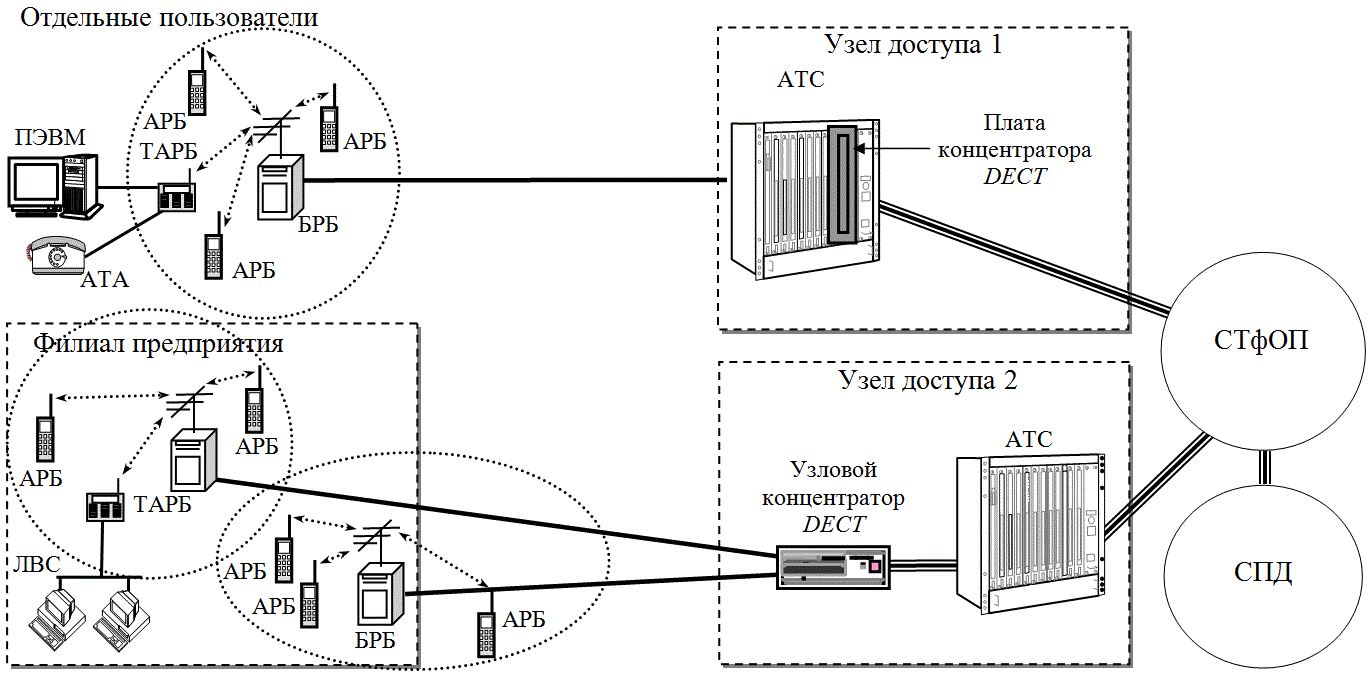 Отдельные пользователи
АРБ
АРБ
ПЭВМ
ТАРБ
БРБ
АРБ
АТА
Узел доступа 1
АТС
Плата
концентратора
DECT
Филиал предприятия
АРБ
АРБ
ТАРБ
ЛВС
АРБ
АРБ
БРБ
АРБ
Узел доступа 2
АТС
Узловой
концентратор
DECT
СТфОП
СПД